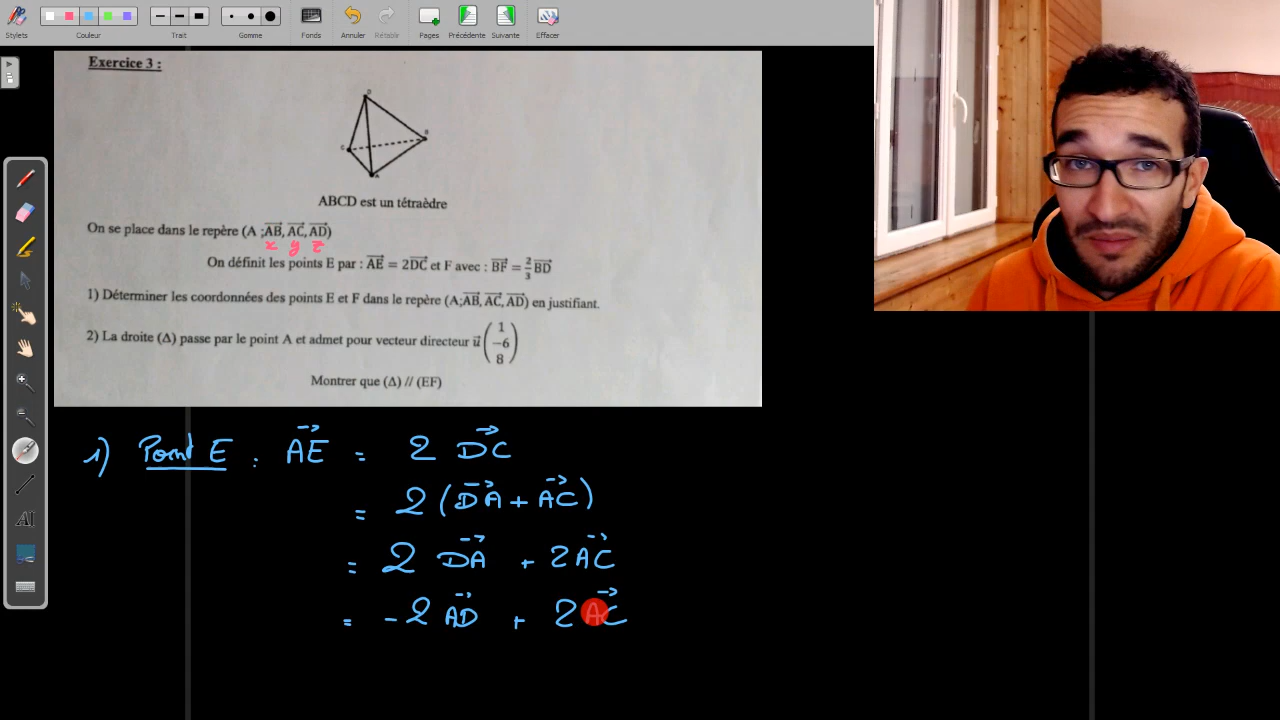 Stylets Couleur Trait Gomme Fonds Annuler Rétablir Pages Précédente Suivante Effacer
Exercice 3 :
D
B
C
A
ABCD est un tétraèdre
On se place dans le repère (A ;AB⃗, AC⃗, AD⃗)
x y z
On définit les points E par : AE⃗ = 2DC⃗ et F avec : BF⃗ = 2/3 BD⃗
1) Déterminer les coordonnées des points E et F dans le repère (A;AB⃗, AC⃗, AD⃗) en justifiant.
2) La droite (Δ) passe par le point A et admet pour vecteur directeur u⃗ (1 −6 8)
Montrer que (Δ) // (EF)
1) Point E : AE⃗ = 2 DC⃗
= 2 (DA⃗ + AC⃗)
= 2 DA⃗ + 2AC⃗
= -2 AD⃗ + 2AC⃗
AI